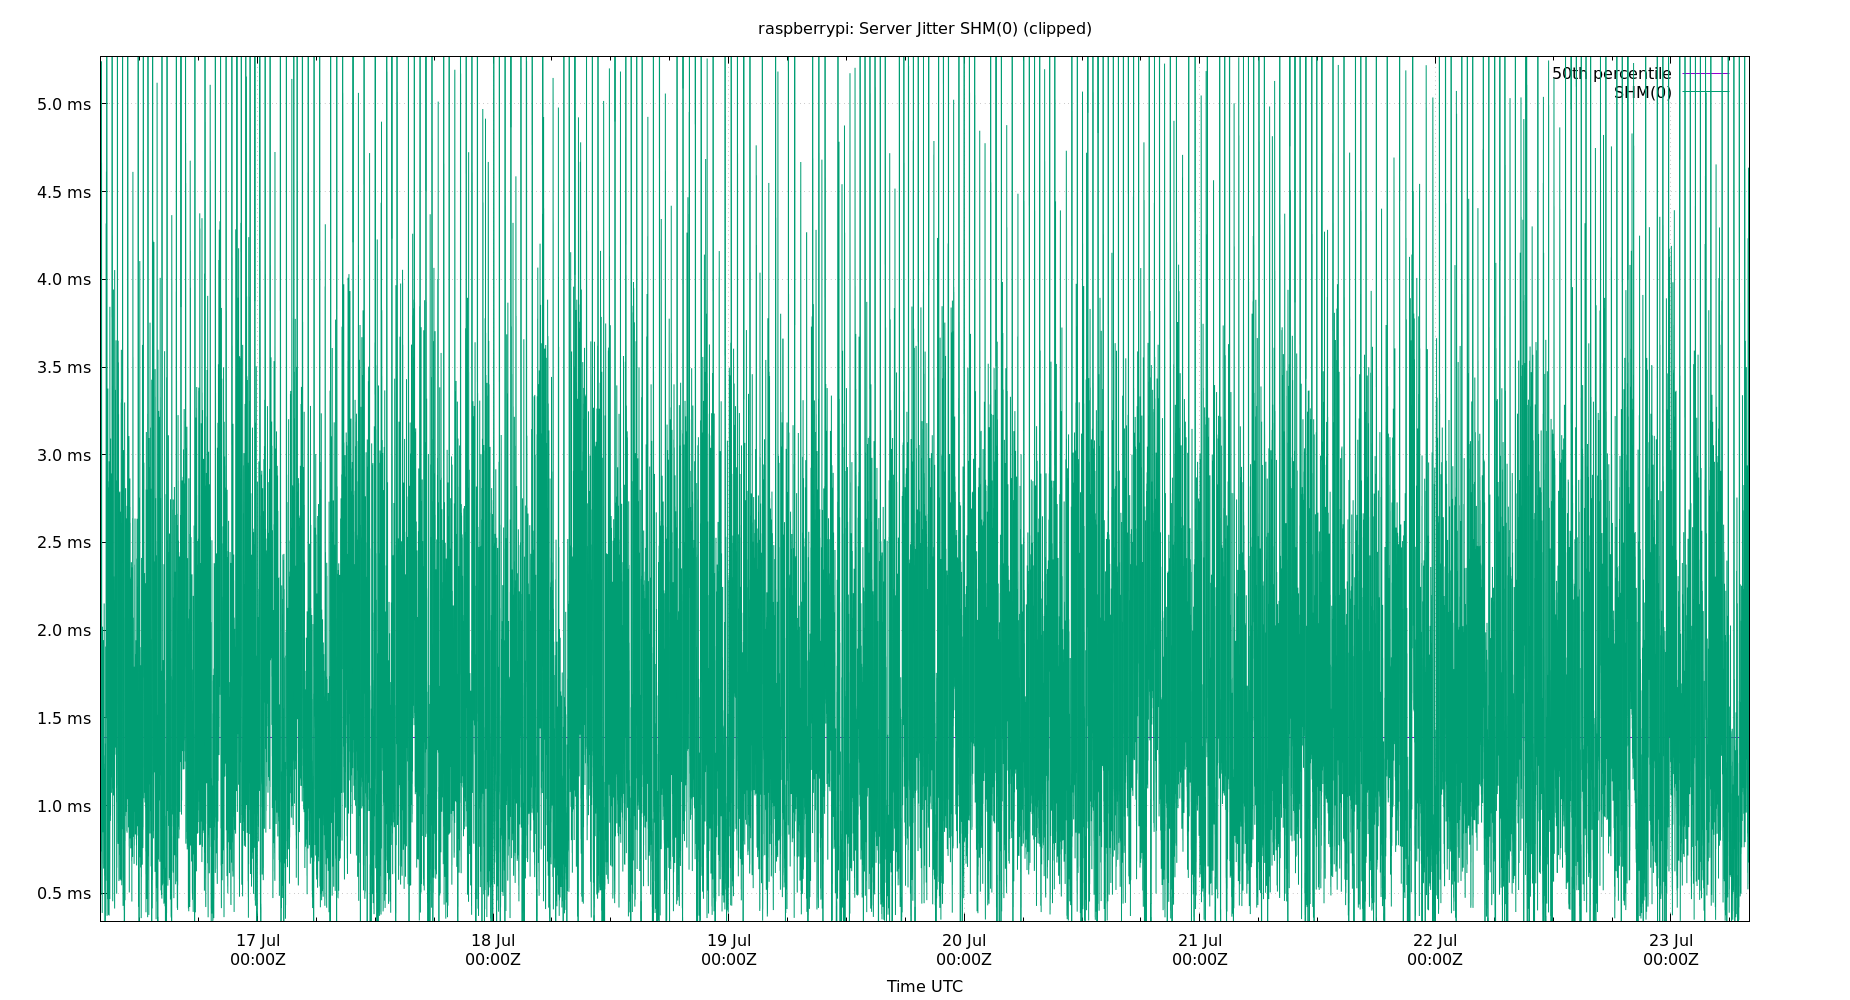 raspberrypi: Server Jitter SHM(0) (clipped)
50th percentile
SHM(0)
5.0 ms
4.5 ms
4.0 ms
3.5 ms
3.0 ms
2.5 ms
2.0 ms
1.5 ms
1.0 ms
0.5 ms
17 Jul 18 Jul 19 Jul 20 Jul 21 Jul 22 Jul 23 Jul
00:00Z 00:00Z 00:00Z 00:00Z 00:00Z 00:00Z 00:00Z
Time UTC